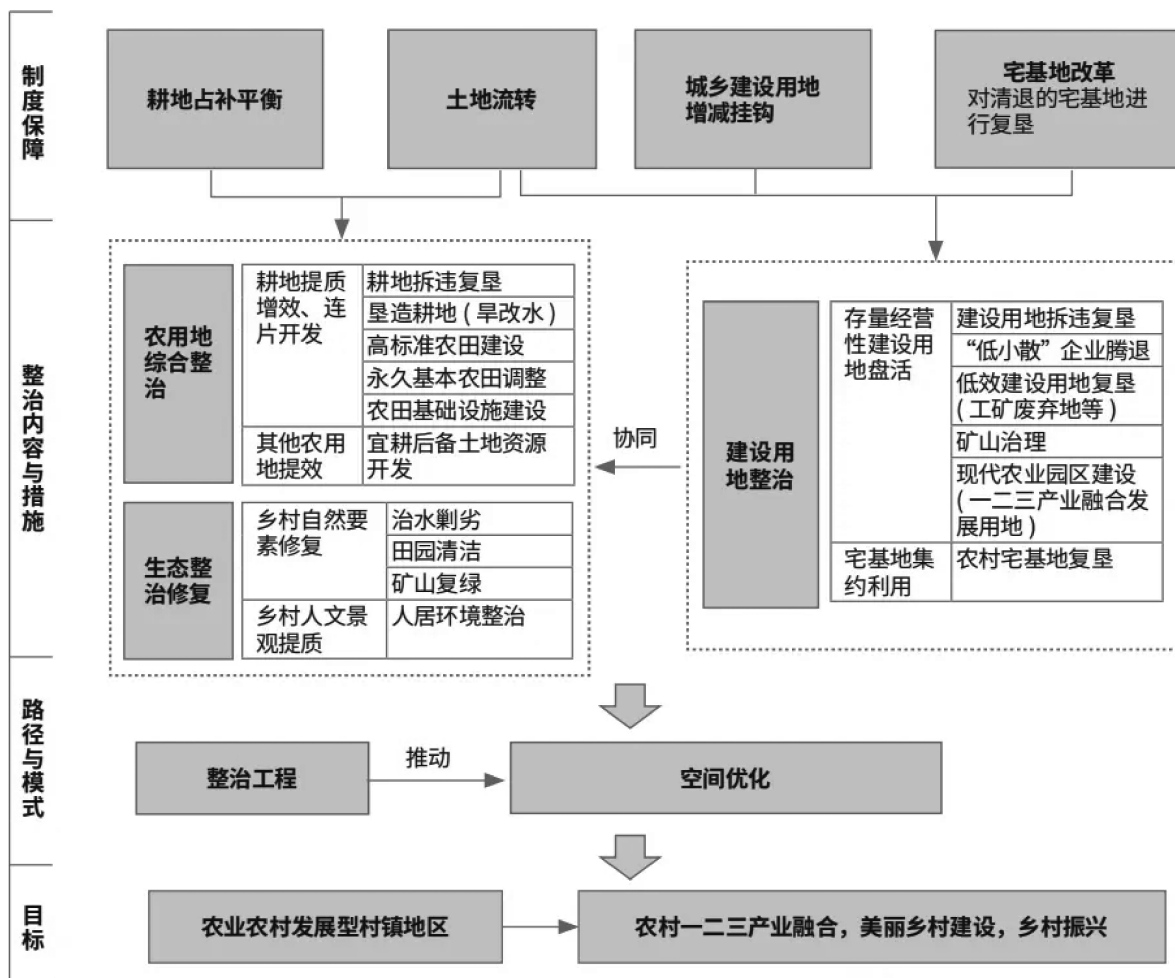 制度保障
耕地占补平衡
土地流转
城乡建设用地
增减挂钩
宅基地改革
对清退的宅基地进
行复垦
整治内容与措施
农用地
综合整
治
耕地提质
增效、连
片开发
耕地拆违复垦
垦造耕地(旱改水)
高标准农田建设
永久基本农田调整
农田基础设施建设
其他农用
地提效
宜耕后备土地资源
开发
生态整
治修复
乡村自然要
素修复
治水剿劣
田园清洁
矿山复绿
乡村人文景
观提质
人居环境整治
协同
建设用
地整治
存量经营
性建设用
地盘活
建设用地拆违复垦
“低小散”企业腾退
低效建设用地复垦
(工矿废弃地等)
矿山治理
现代农业园区建设
(一二三产业融合发
展用地)
宅基地集
约利用
农村宅基地复垦
路径与模式
整治工程
推动
空间优化
目标
农业农村发展型村镇地区
农村一二三产业融合，美丽乡村建设，乡村振兴